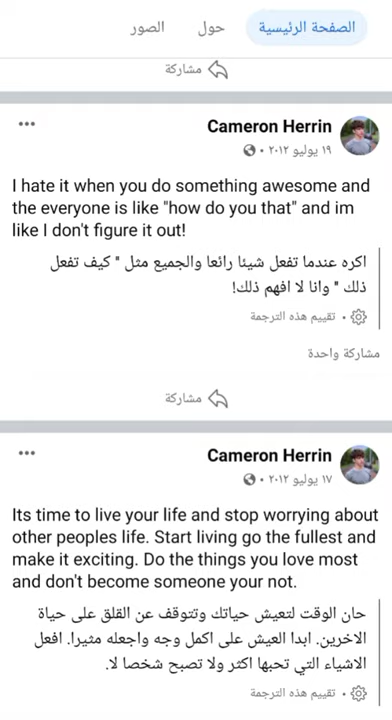 الصفحة الرئيسية
حول
الصور
مشاركة
Cameron Herrin
١٩ يوليو ٢٠١٢ •
I hate it when you do something awesome and
the everyone is like "how do you that" and im
like I don't figure it out!
اكره عندما تفعل شيئا رائعا والجميع مثل " كيف تفعل
ذلك " وانا لا افهم ذلك!
• تقييم هذه الترجمة
مشاركة واحدة
مشاركة
Cameron Herrin
١٧ يوليو ٢٠١٢ •
Its time to live your life and stop worrying about
other peoples life. Start living go the fullest and
make it exciting. Do the things you love most
and don't become someone your not.
حان الوقت لتعيش حياتك وتتوقف عن القلق على حياة
الاخرين. ابدا العيش على اكمل وجه واجعله مثيرا. افعل
الاشياء التي تحبها اكثر ولا تصبح شخصا لا.
• تقييم هذه الترجمة